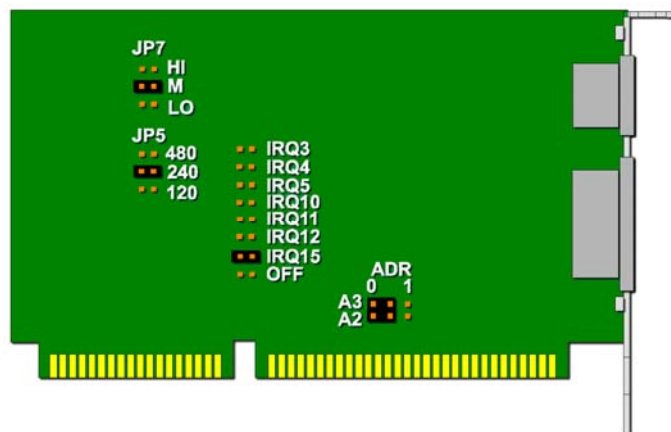 JP7
HI
M
LO
JP5
480
240
120
IRQ3
IRQ4
IRQ5
IRQ10
IRQ11
IRQ12
IRQ15
OFF
ADR
0 1
A3
A2